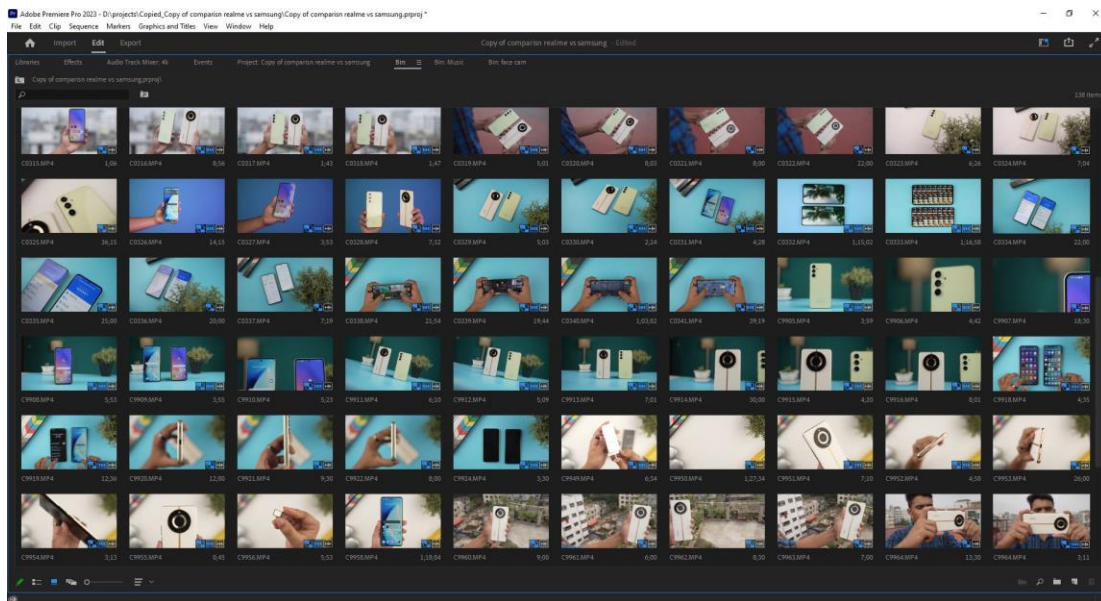 Adobe Premiere Pro 2023 - D:\projects\Copied_Copy of comparisn realme vs samsung\Copy of comparisn realme vs samsung.prproj *
File Edit Clip Sequence Markers Graphics and Titles View Window Help
Import Edit Export Copy of comparisn realme vs samsung - Edited
Libraries Effects Audio Track Mixer: 4k Events Project: Copy of comparisn realme vs samsung Bin Bin: Music Bin: face cam
Copy of comparisn realme vs samsung.prproj\
138 items
C0315.MP4 1;06 C0316.MP4 8;56 C0317.MP4 1;43 C0318.MP4 1;47 C0319.MP4 5;01 C0320.MP4 8;03 C0321.MP4 8;00 C0322.MP4 22;00 C0323.MP4 6;26 C0324.MP4 7;04
C0325.MP4 36;15 C0326.MP4 14;15 C0327.MP4 3;53 C0328.MP4 7;52 C0329.MP4 5;03 C0330.MP4 2;24 C0331.MP4 4;28 C0332.MP4 1;15;02 C0333.MP4 1;16;58 C0334.MP4 22;00
C0335.MP4 25;00 C0336.MP4 20;00 C0337.MP4 7;19 C0338.MP4 21;54 C0339.MP4 19;44 C0340.MP4 1;03;02 C0341.MP4 29;19 C9905.MP4 3;59 C9906.MP4 4;42 C9907.MP4 18;30
C9908.MP4 5;53 C9909.MP4 3;55 C9910.MP4 5;23 C9911.MP4 6;10 C9912.MP4 5;09 C9913.MP4 7;01 C9914.MP4 30;00 C9915.MP4 4;20 C9916.MP4 8;01 C9918.MP4 4;35
C9919.MP4 12;36 C9920.MP4 12;00 C9921.MP4 9;30 C9922.MP4 8;00 C9924.MP4 3;30 C9949.MP4 6;54 C9950.MP4 1;27;34 C9951.MP4 7;10 C9952.MP4 4;50 C9953.MP4 26;00
C9954.MP4 3;13 C9955.MP4 8;45 C9956.MP4 5;53 C9958.MP4 1;18;04 C9960.MP4 9;00 C9961.MP4 6;00 C9962.MP4 8;30 C9963.MP4 7;00 C9964.MP4 13;30 C9964.MP4 3;11